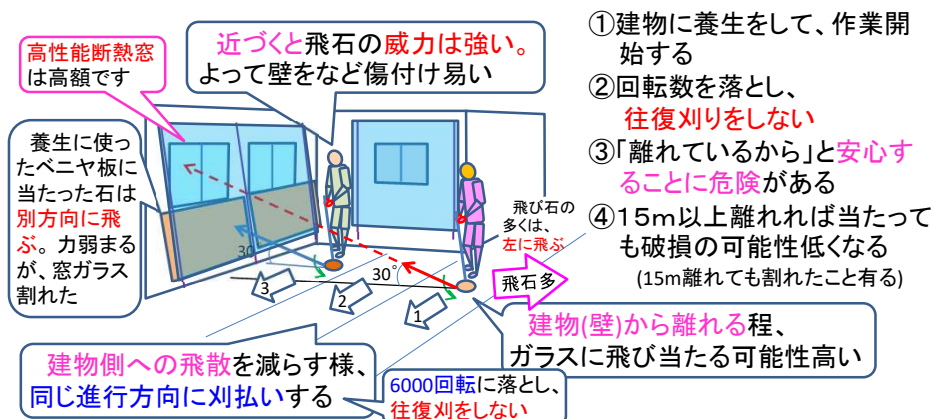 高性能断熱窓
は高額です
近づくと飛石の威力は強い。
よって壁をなど傷付け易い
養生に使っ
たベニヤ板に
当たった石は
別方向に飛
ぶ。力弱まる
が、窓ガラス
割れた
飛び石の
多くは、
左に飛ぶ
30
30°
飛石多
3
2
1
建物(壁)から離れる程、
ガラスに飛び当たる可能性高い
建物側への飛散を減らす様、
同じ進行方向に刈払いする
6000回転に落とし、
往復刈をしない
①建物に養生をして、作業開
始する
②回転数を落とし、
往復刈りをしない
③「離れているから」と安心す
ることに危険がある
④15m以上離れれば当たって
も破損の可能性低くなる
(15m離れても割れたこと有る)